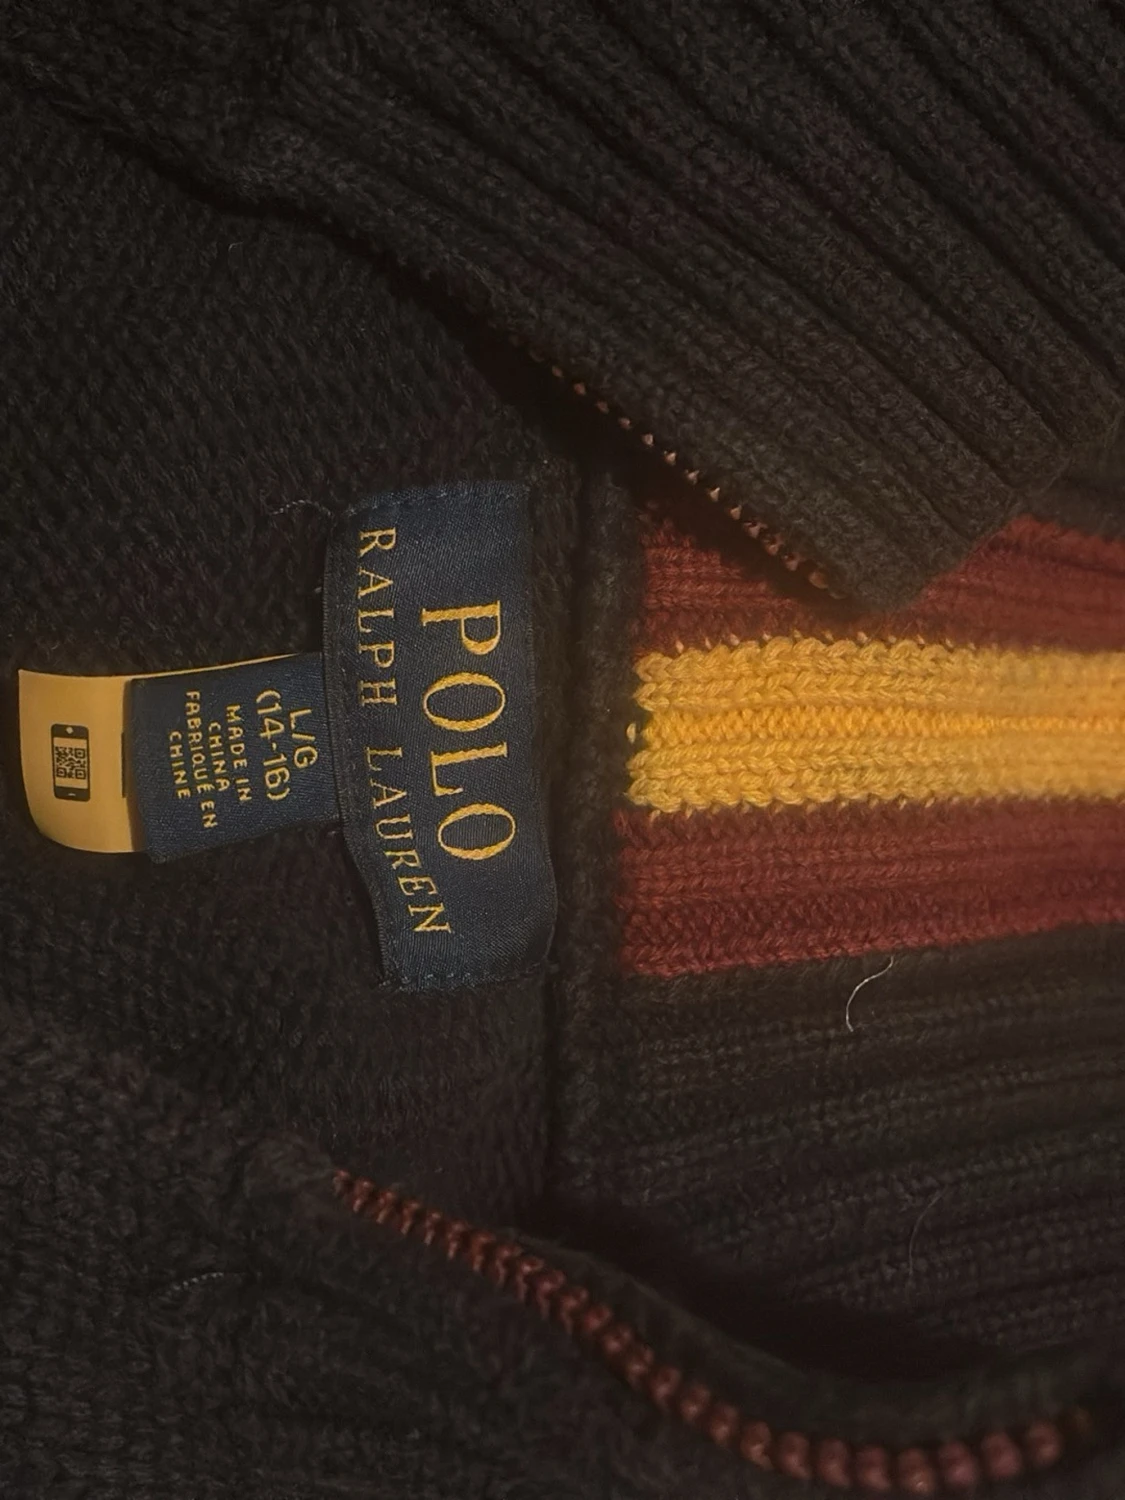 POLO
RALPH LAUREN
L/G
(14-16)
MADE IN
CHINA
FABRIQUÉ EN
CHINE